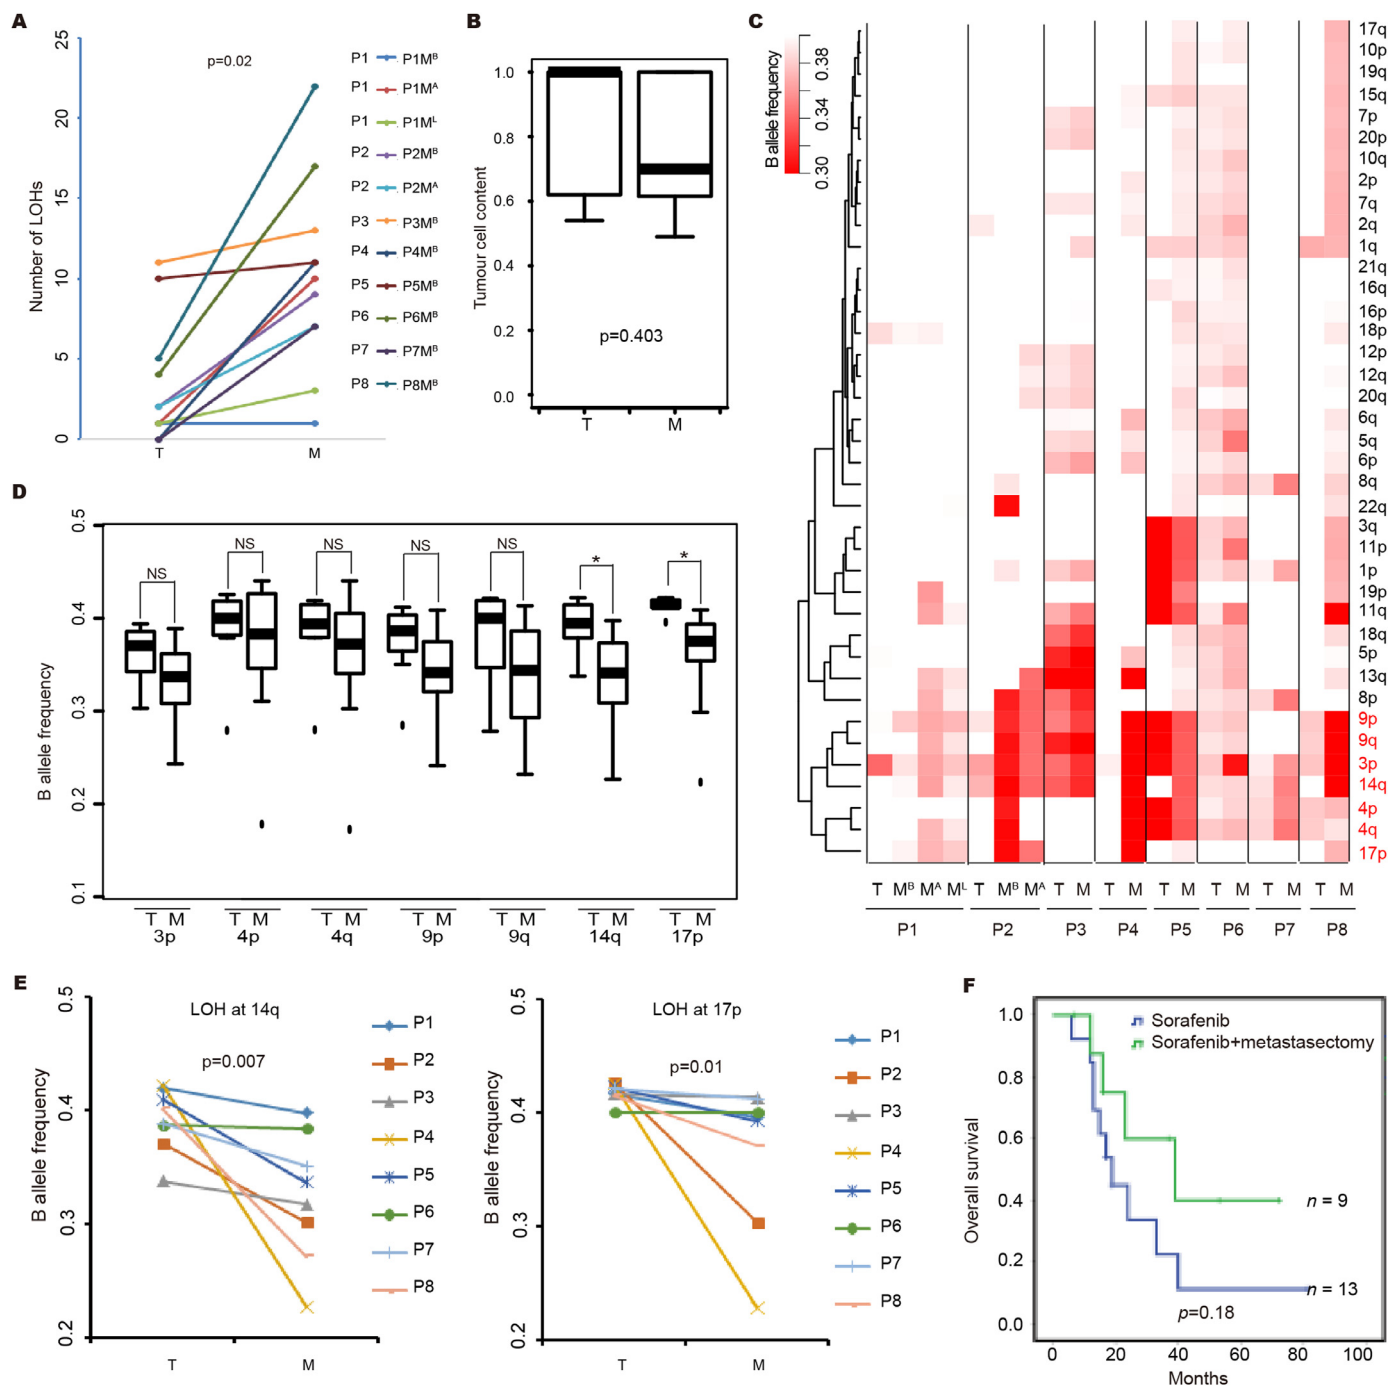 A
25
20
15
10
5
0
Number of LOHs
p=0.02
T M
P1 P1Mᴮ
P1 P1Mᴬ
P1 P1Mᴸ
P2 P2Mᴮ
P2 P2Mᴬ
P3 P3Mᴮ
P4 P4Mᴮ
P5 P5Mᴮ
P6 P6Mᴮ
P7 P7Mᴮ
P8 P8Mᴮ
B
1.0
0.8
0.6
0.4
0.2
0.0
Tumour cell content
p=0.403
T M
C
B allele frequency
0.38
0.34
0.30
17q
10p
19q
15q
7p
20p
10q
2p
7q
2q
1q
21q
16q
16p
18p
12p
12q
20q
6q
5q
6p
8q
22q
3q
11p
1p
19p
11q
18q
5p
13q
8p
9p
9q
3p
14q
4p
4q
17p
T Mᴮ Mᴬ Mᴸ T Mᴮ Mᴬ T M T M T M T M T M T M
P1 P2 P3 P4 P5 P6 P7 P8
D
0.5
0.4
0.3
0.2
0.1
B allele frequency
NS NS NS NS NS * *
T M T M T M T M T M T M T M
3p 4p 4q 9p 9q 14q 17p
E
0.5
0.4
0.3
0.2
B allele frequency
LOH at 14q
p=0.007
T M
P1
P2
P3
P4
P5
P6
P7
P8
0.5
0.4
0.3
0.2
B allele frequency
LOH at 17p
p=0.01
T M
P1
P2
P3
P4
P5
P6
P7
P8
F
1.0
0.8
0.6
0.4
0.2
0.0
Overall survival
Sorafenib
Sorafenib+metastasectomy
n = 9
n = 13
p=0.18
0 20 40 60 80 100
Months